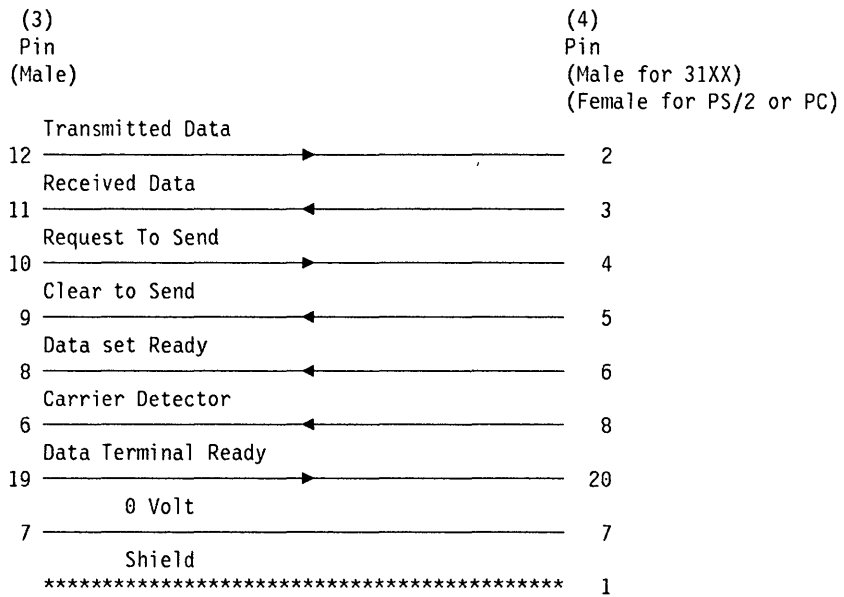 (3) (4)
Pin Pin
(Male) (Male for 31XX)
(Female for PS/2 or PC)
Transmitted Data
12 2
Received Data
11 3
Request To Send
10 4
Clear to Send
9 5
Data set Ready
8 6
Carrier Detector
6 8
Data Terminal Ready
19 20
0 Volt
7 7
Shield
******************************************** 1